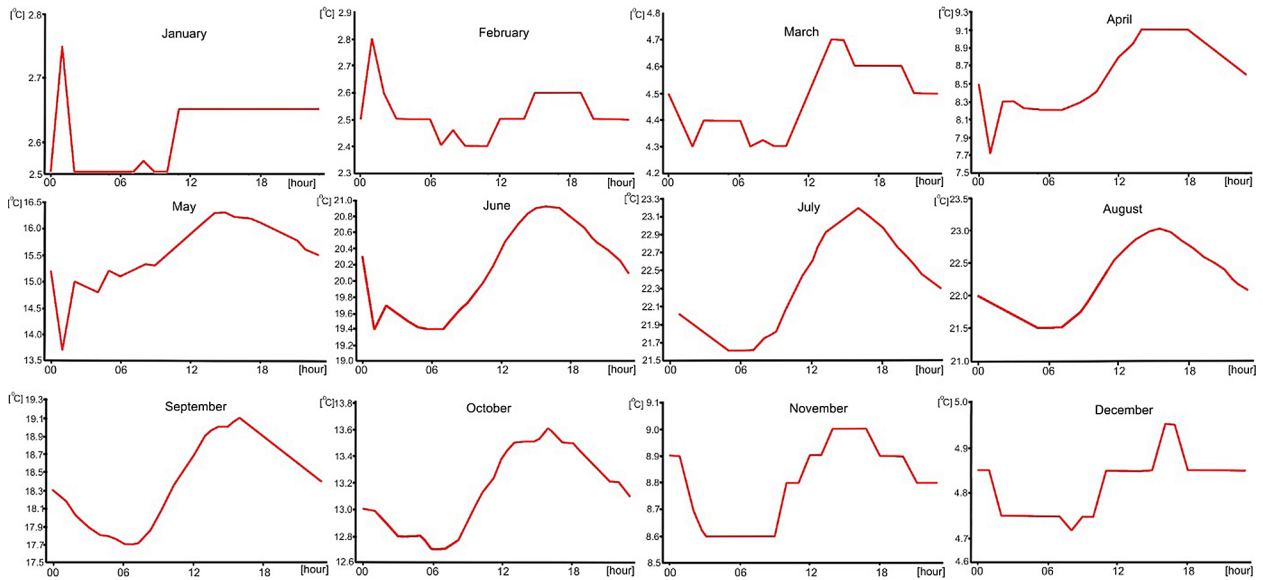 [°C] 2.8
January
2.7
2.6
2.5
00 06 12 18 [hour]
[°C] 2.9
February
2.8
2.7
2.6
2.5
2.4
2.3
00 06 12 18 [hour]
[°C] 4.8
March
4.7
4.6
4.5
4.4
4.3
4.2
00 06 12 18 [hour]
[°C] 9.3
April
9.1
8.9
8.7
8.5
8.3
8.1
7.9
7.7
7.5
00 06 12 18 [hour]
[°C] 16.5
May
16.0
15.5
15.0
14.5
14.0
13.5
00 06 12 18 [hour]
[°C] 21.0
June
20.8
20.6
20.4
20.2
20.0
19.8
19.6
19.4
19.2
19.0
00 06 12 18 [hour]
[°C] 23.3
July
23.1
22.9
22.7
22.5
22.3
22.1
21.9
21.7
21.5
00 06 12 18 [hour]
[°C] 23.5
August
23.0
22.5
22.0
21.5
21.0
00 06 12 18 [hour]
[°C] 19.3
September
19.1
18.9
18.7
18.5
18.3
18.1
17.9
17.7
17.5
00 06 12 18 [hour]
[°C] 13.8
October
13.6
13.4
13.2
13.0
12.8
12.6
00 06 12 18 [hour]
[°C] 9.1
November
9.0
8.9
8.8
8.7
8.6
8.5
00 06 12 18 [hour]
[°C] 5.0
December
4.9
4.8
4.7
4.6
00 06 12 18 [hour]